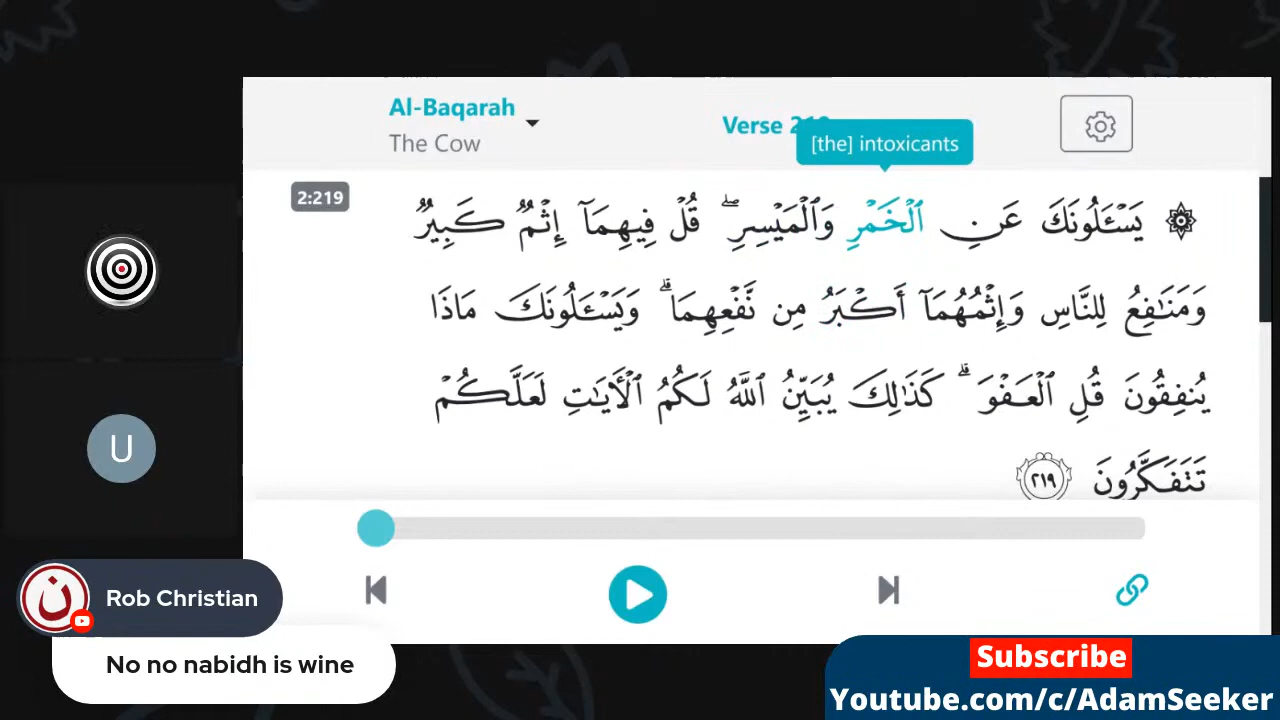 Al-Baqarah
The Cow
Verse
[the] intoxicants
2:219
۞ يَسْـَٔلُونَكَ عَنِ ٱلْخَمْرِ وَٱلْمَيْسِرِ ۖ قُلْ فِيهِمَآ إِثْمٌ كَبِيرٌ
وَمَنَـٰفِعُ لِلنَّاسِ وَإِثْمُهُمَآ أَكْبَرُ مِن نَّفْعِهِمَا ۗ وَيَسْـَٔلُونَكَ مَاذَا
يُنفِقُونَ قُلِ ٱلْعَفْوَ ۗ كَذَٰلِكَ يُبَيِّنُ ٱللَّهُ لَكُمُ ٱلْـَٔايَـٰتِ لَعَلَّكُمْ
تَتَفَكَّرُونَ ٢١٩
U
ن
Rob Christian
No no nabidh is wine
Subscribe
Youtube.com/c/AdamSeeker